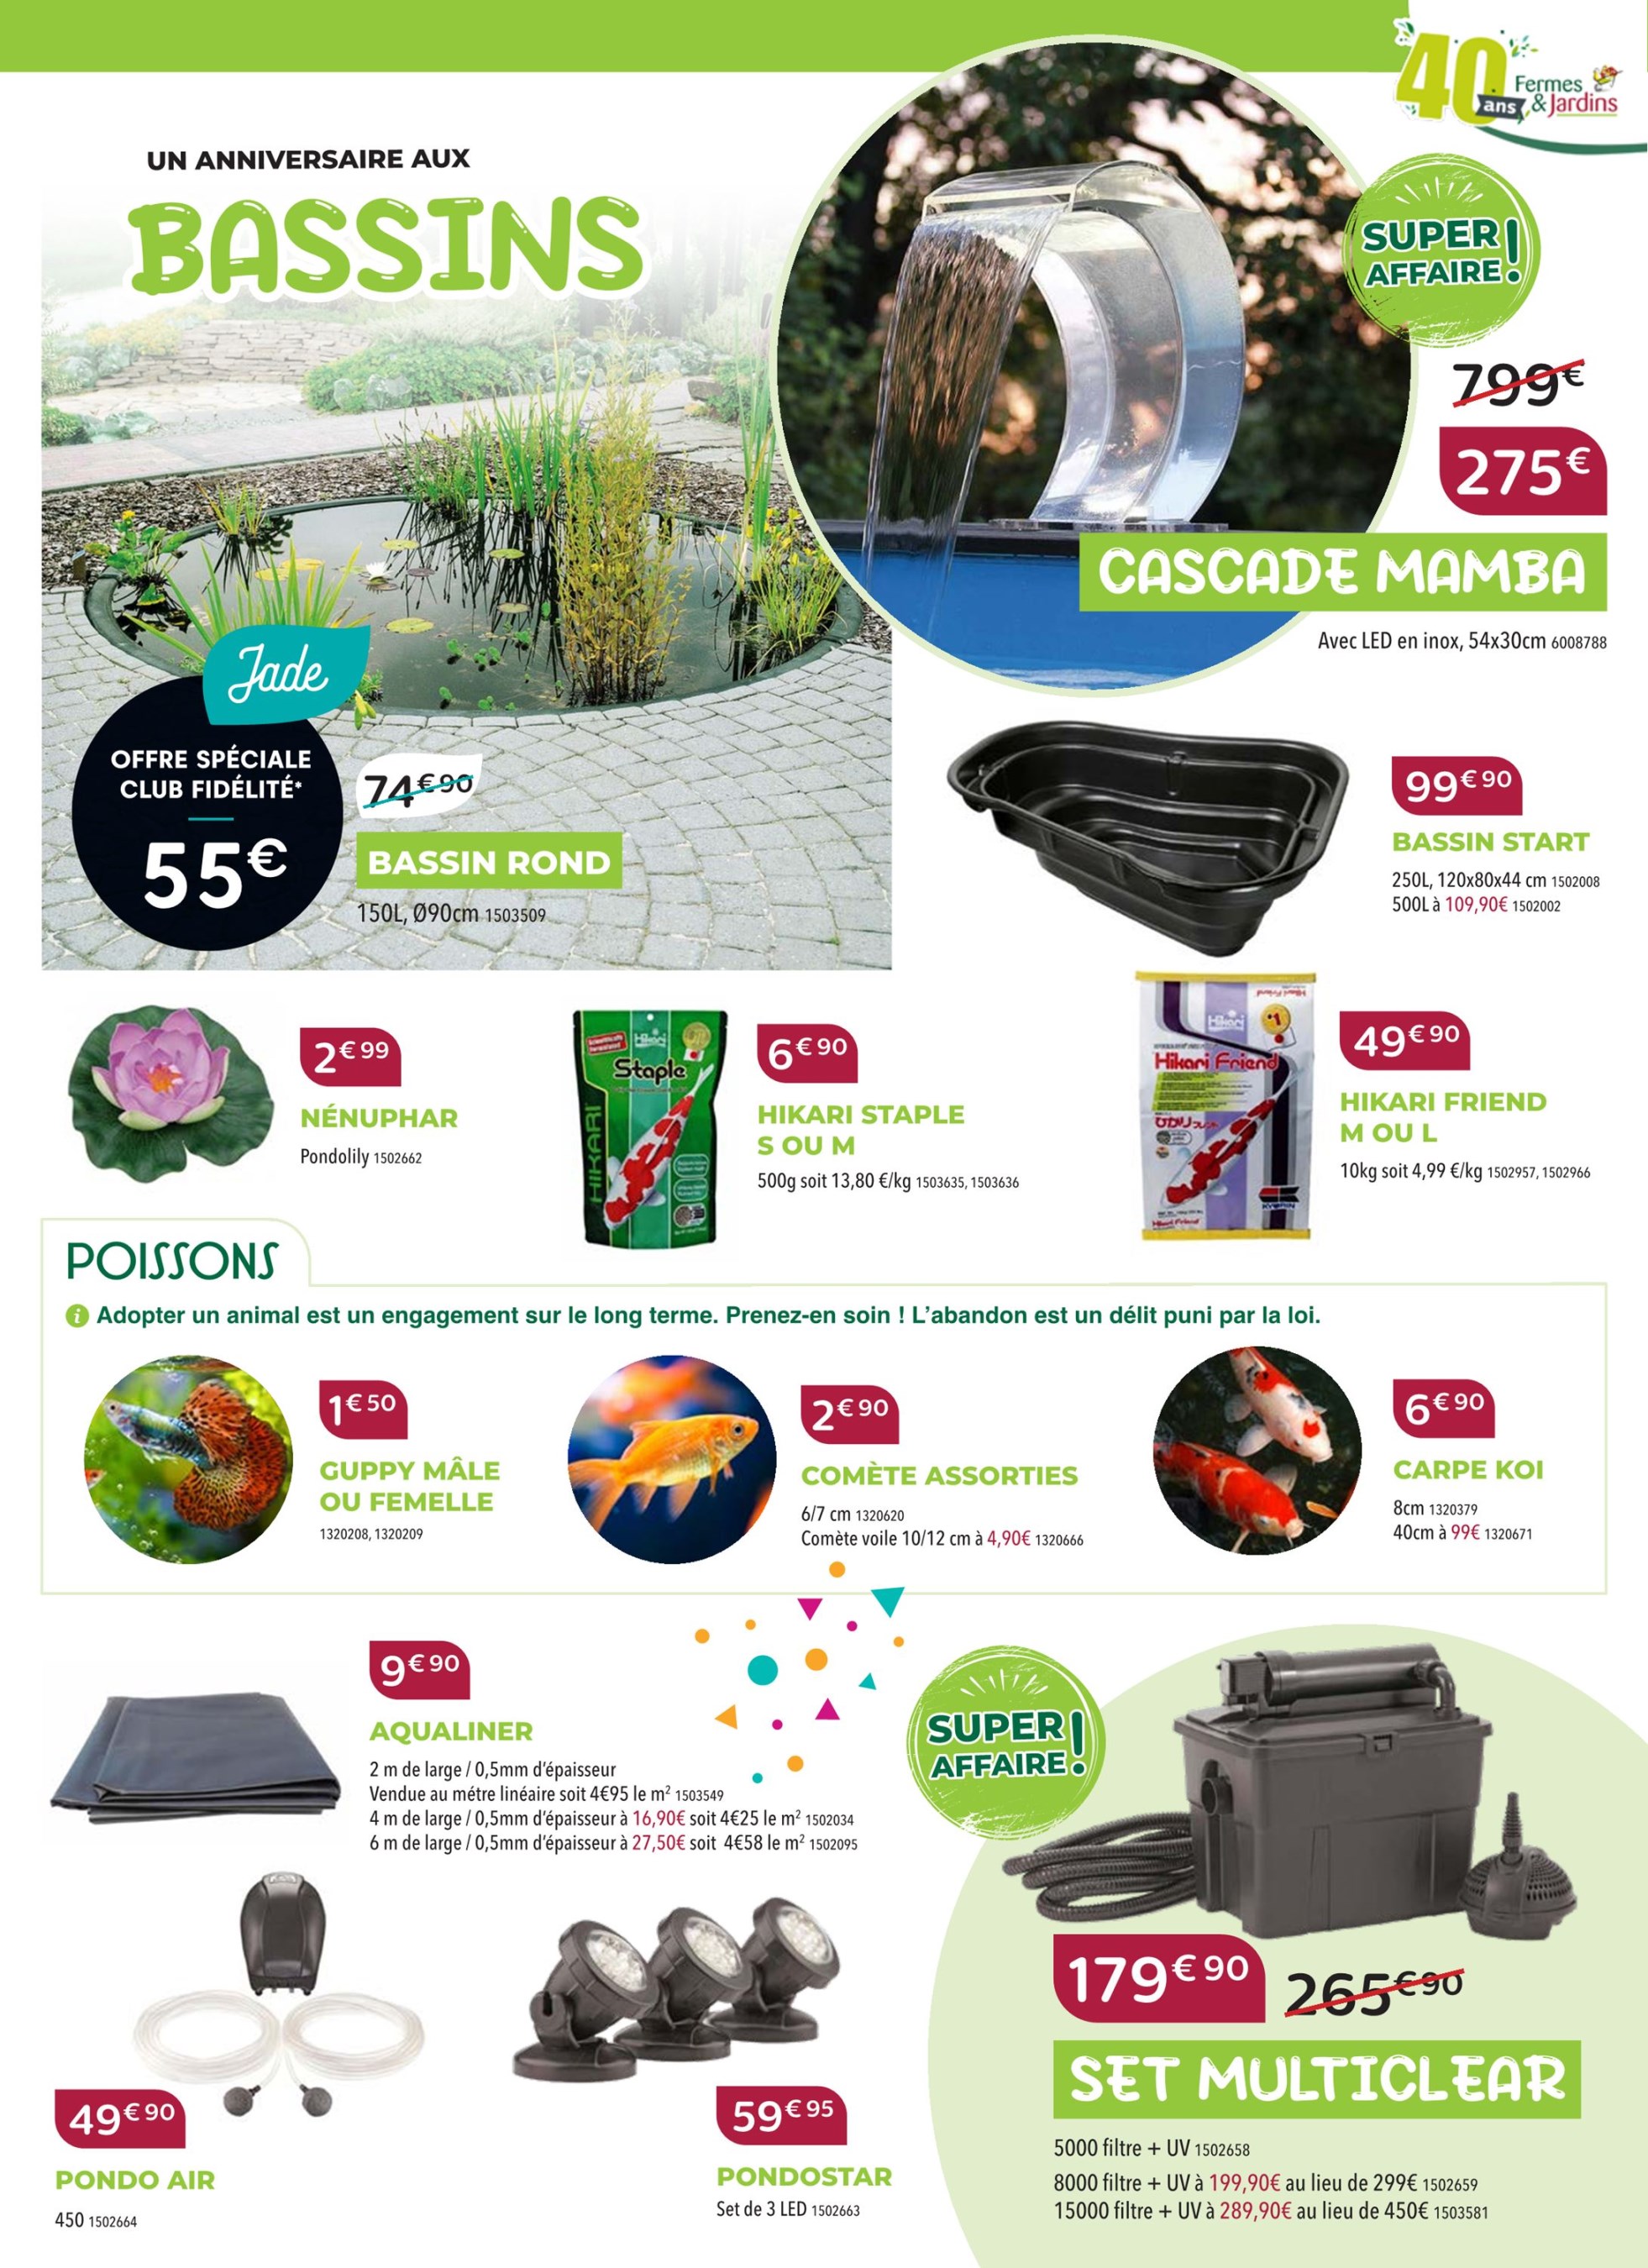 40 ans
Fermes
& Jardins
UN ANNIVERSAIRE AUX
BASSINS
SUPER
AFFAIRE !
799€
275€
CASCADE MAMBA
Avec LED en inox, 54x30cm 6008788
Jade
OFFRE SPÉCIALE
CLUB FIDÉLITÉ*
55€
74€90
BASSIN ROND
150L, Ø90cm 1503509
99€90
BASSIN START
250L, 120x80x44 cm 1502008
500L à 109,90€ 1502002
2€99
NÉNUPHAR
Pondolily 1502662
Hikari
Staple
HIKARI
6€90
HIKARI STAPLE
S OU M
500g soit 13,80 €/kg 1503635, 1503636
Hikari
Hikari Friend
ひかりフレンド
Hikari Friend
49€90
HIKARI FRIEND
M OU L
10kg soit 4,99 €/kg 1502957, 1502966
POISSONS
i Adopter un animal est un engagement sur le long terme. Prenez-en soin ! L'abandon est un délit puni par la loi.
1€50
GUPPY MÂLE
OU FEMELLE
1320208, 1320209
2€90
COMÈTE ASSORTIES
6/7 cm 1320620
Comète voile 10/12 cm à 4,90€ 1320666
6€90
CARPE KOI
8cm 1320379
40cm à 99€ 1320671
9€90
AQUALINER
2 m de large / 0,5mm d'épaisseur
Vendue au métre linéaire soit 4€95 le m² 1503549
4 m de large / 0,5mm d'épaisseur à 16,90€ soit 4€25 le m² 1502034
6 m de large / 0,5mm d'épaisseur à 27,50€ soit 4€58 le m² 1502095
49€90
PONDO AIR
450 1502664
59€95
PONDOSTAR
Set de 3 LED 1502663
SUPER
AFFAIRE !
179€90
265€90
SET MULTICLEAR
5000 filtre + UV 1502658
8000 filtre + UV à 199,90€ au lieu de 299€ 1502659
15000 filtre + UV à 289,90€ au lieu de 450€ 1503581